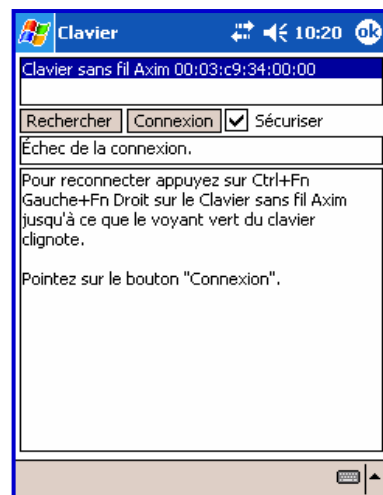 Clavier 10:20 ok
Clavier sans fil Axim 00:03:c9:34:00:00
Rechercher Connexion Sécuriser
Échec de la connexion.
Pour reconnecter appuyez sur Ctrl+Fn
Gauche+Fn Droit sur le Clavier sans fil Axim
jusqu'à ce que le voyant vert du clavier
clignote.
Pointez sur le bouton "Connexion".